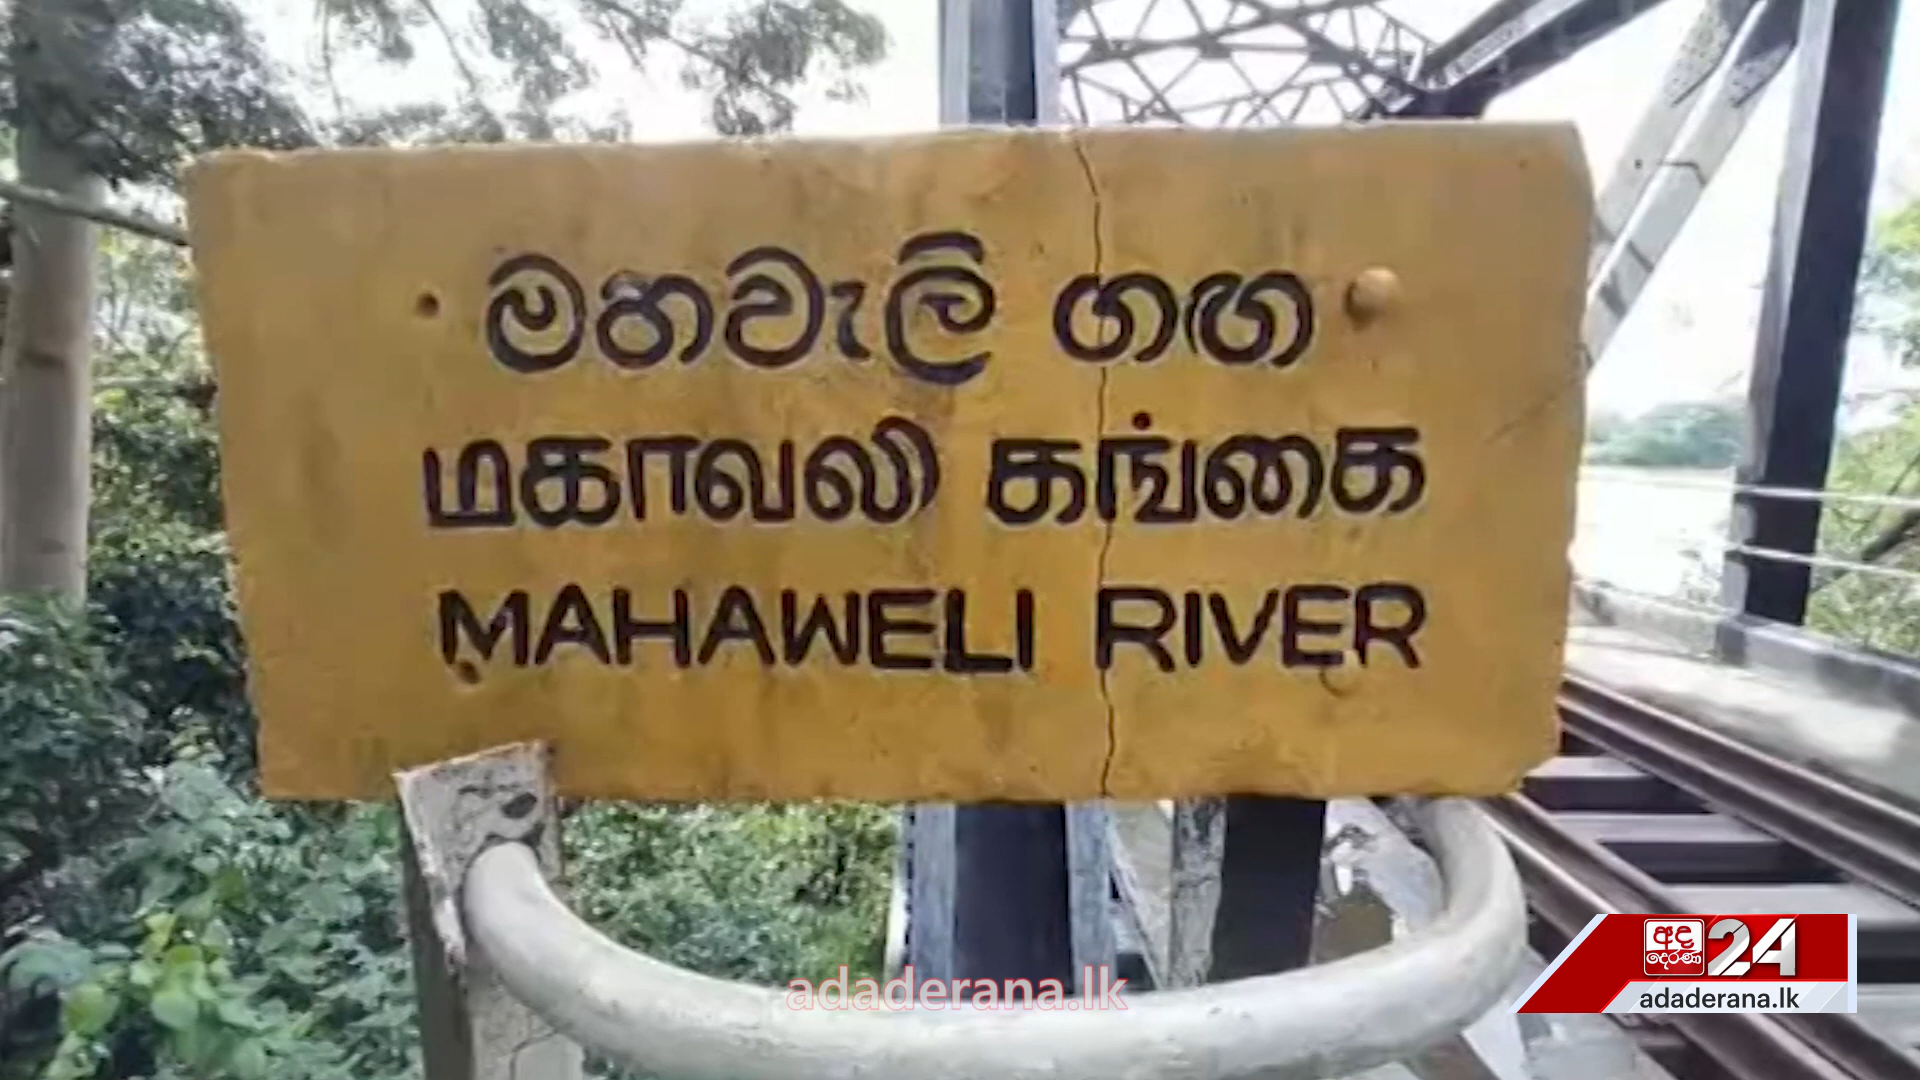 මහවැලි ගඟ
மகாவலி கங்கை
MAHAWELI RIVER
adaderana.lk
අද දෙරණ 24
adaderana.lk